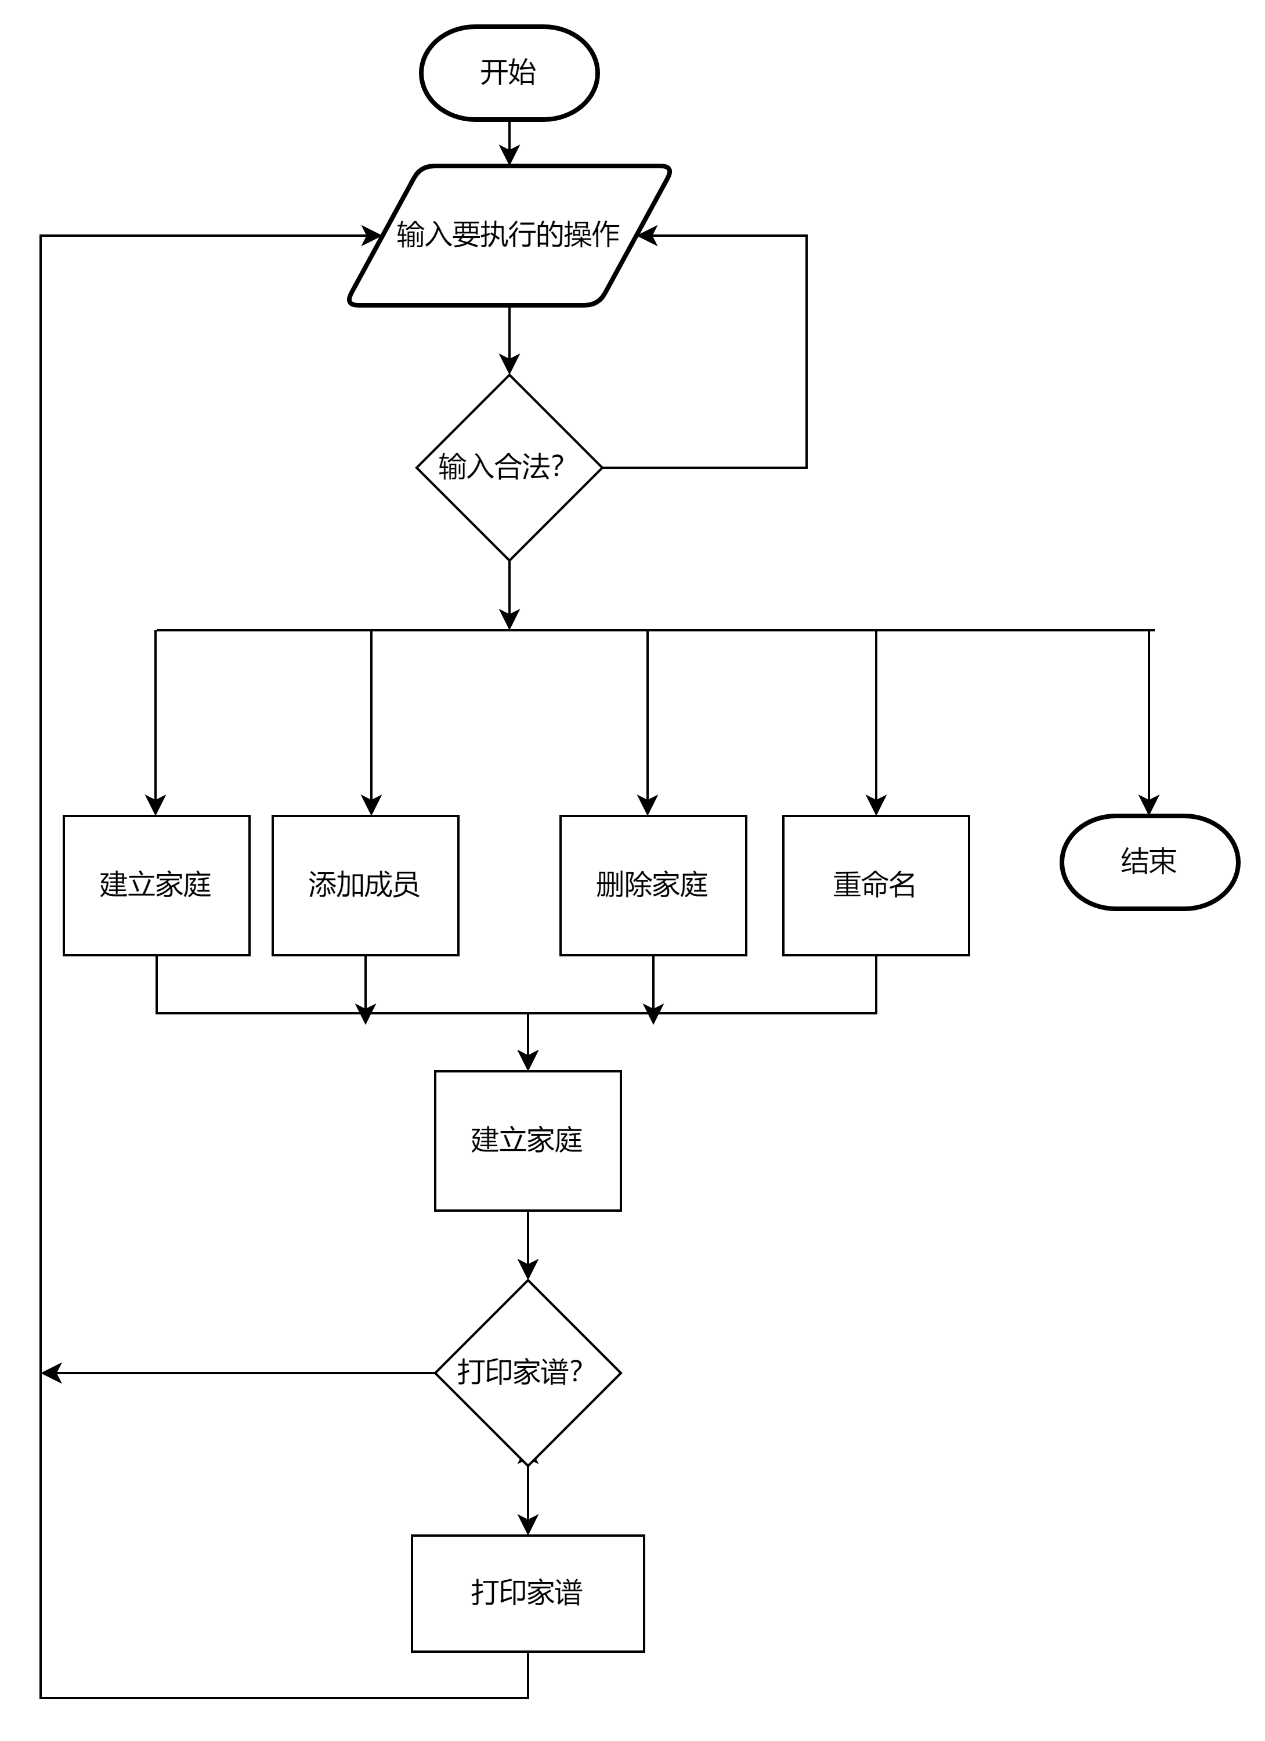 开始
输入要执行的操作
输入合法？
建立家庭
添加成员
删除家庭
重命名
结束
建立家庭
打印家谱？
打印家谱